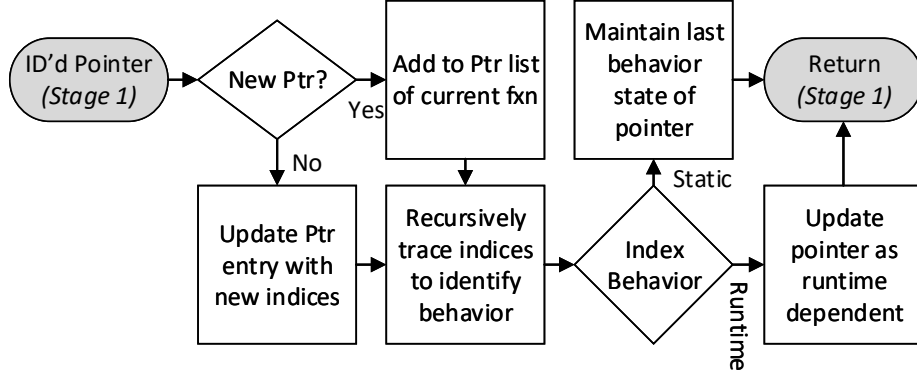 ID'd Pointer
(Stage 1)
New Ptr?
Yes
No
Add to Ptr list
of current fxn
Update Ptr
entry with
new indices
Recursively
trace indices
to identify
behavior
Index
Behavior
Static
Runtime
Maintain last
behavior
state of
pointer
Update
pointer as
runtime
dependent
Return
(Stage 1)